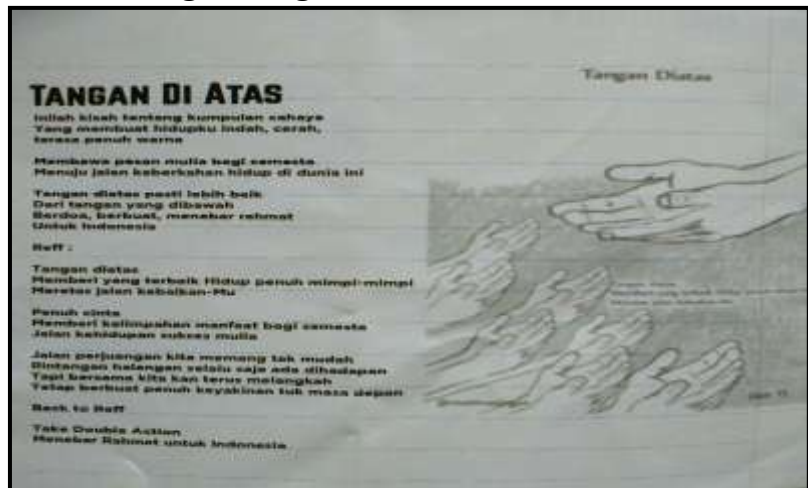 TANGAN DI ATAS
Inilah kisah tentang kumpulan cahaya
Yang membuat hidupku indah, cerah,
terasa penuh warna
Membawa pesan mulia bagi semesta
Menuju jalan keberkahan hidup di dunia ini
Tangan diatas pasti lebih baik
Dari tangan yang dibawah
Berdoa, berbuat, menebar rahmat
Untuk Indonesia
Reff :
Tangan diatas
Memberi yang terbaik Hidup penuh mimpi-mimpi
Meretas jalan kebaikan-Mu
Penuh cinta
Memberi kelimpahan manfaat bagi semesta
Jalan kehidupan sukses mulia
Jalan perjuangan kita memang tak mudah
Rintangan halangan selalu saja ada dihadapan
Tapi bersama kita kan terus melangkah
Tetap berbuat penuh keyakinan tuk masa depan
Back to Reff
Take Double Action
Menebar Rahmat untuk Indonesia
Tangan Diatas